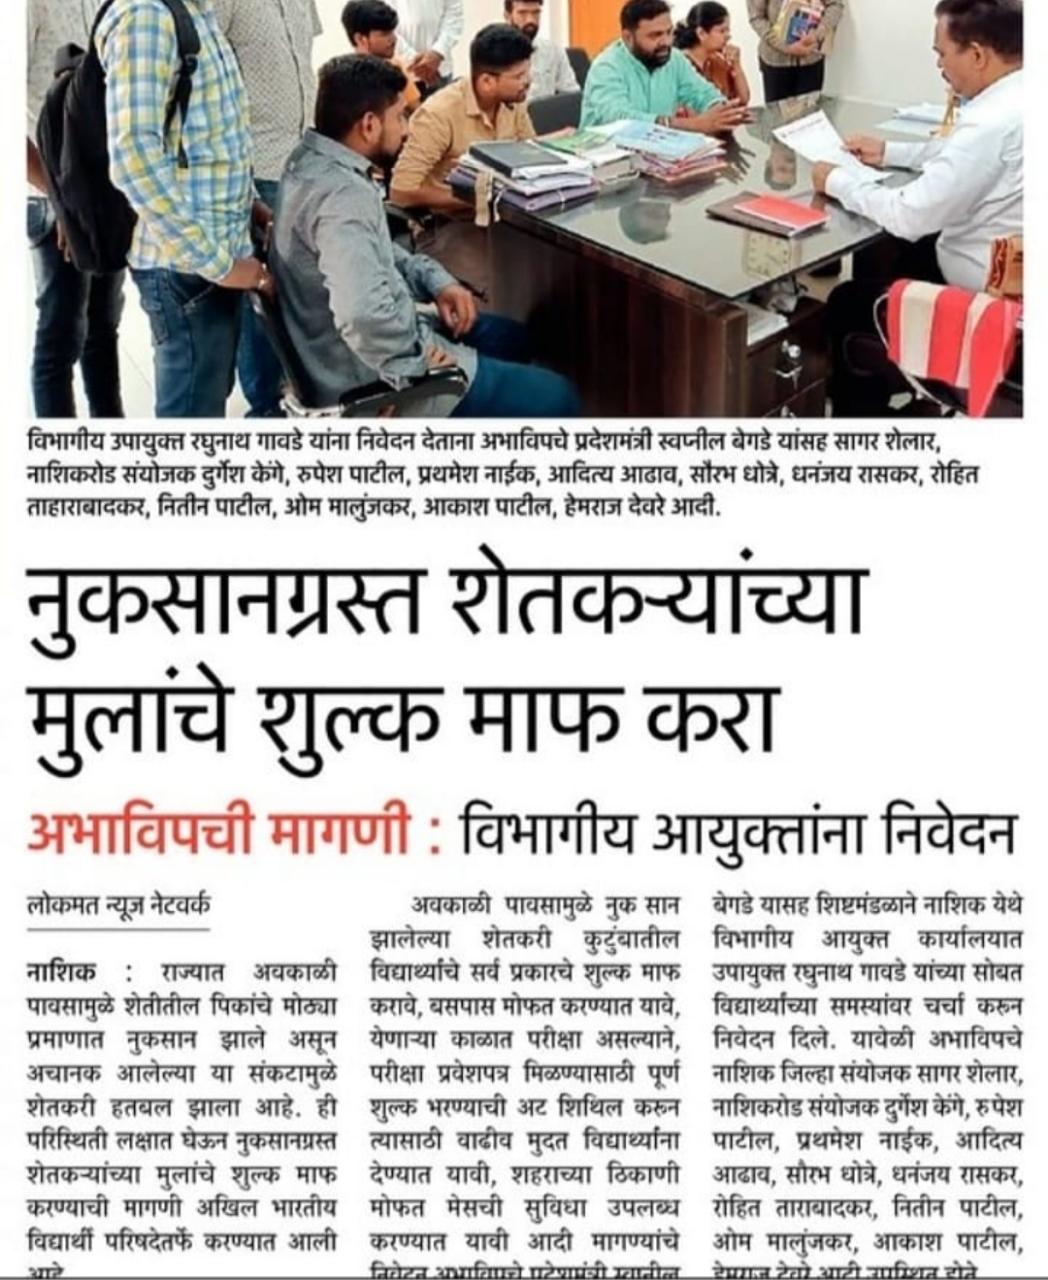 विभागीय उपायुक्त रघुनाथ गावडे यांना निवेदन देताना अभाविपचे प्रदेशमंत्री स्वप्नील बेगडे यांसह सागर शेलार,
नाशिकरोड संयोजक दुर्गेश केंगे, रुपेश पाटील, प्रथमेश नाईक, आदित्य आढाव, सौरभ धोत्रे, धनंजय रासकर, रोहित
ताहाराबादकर, नितीन पाटील, ओम मालुंजकर, आकाश पाटील, हेमराज देवरे आदी.
नुकसानग्रस्त शेतकऱ्यांच्या
मुलांचे शुल्क माफ करा
अभाविपची मागणी : विभागीय आयुक्तांना निवेदन
लोकमत न्यूज नेटवर्क
नाशिक : राज्यात अवकाळी
पावसामुळे शेतीतील पिकांचे मोठ्या
प्रमाणात नुकसान झाले असून
अचानक आलेल्या या संकटामुळे
शेतकरी हतबल झाला आहे. ही
परिस्थिती लक्षात घेऊन नुकसानग्रस्त
शेतकऱ्यांच्या मुलांचे शुल्क माफ
करण्याची मागणी अखिल भारतीय
विद्यार्थी परिषदेतर्फे करण्यात आली
आहे.
अवकाळी पावसामुळे नुक सान
झालेल्या शेतकरी कुटुंबातील
विद्यार्थ्यांचे सर्व प्रकारचे शुल्क माफ
करावे, बसपास मोफत करण्यात यावे,
येणाऱ्या काळात परीक्षा असल्याने,
परीक्षा प्रवेशपत्र मिळण्यासाठी पूर्ण
शुल्क भरण्याची अट शिथिल करून
त्यासाठी वाढीव मुदत विद्यार्थ्यांना
देण्यात यावी, शहराच्या ठिकाणी
मोफत मेसची सुविधा उपलब्ध
करण्यात यावी आदी मागण्यांचे
निवेदन अभाविपचे प्रदेशमंत्री स्वप्नील
बेगडे यासह शिष्टमंडळाने नाशिक येथे
विभागीय आयुक्त कार्यालयात
उपायुक्त रघुनाथ गावडे यांच्या सोबत
विद्यार्थ्यांच्या समस्यांवर चर्चा करून
निवेदन दिले. यावेळी अभाविपचे
नाशिक जिल्हा संयोजक सागर शेलार,
नाशिकरोड संयोजक दुर्गेश केंगे, रुपेश
पाटील, प्रथमेश नाईक, आदित्य
आढाव, सौरभ धोत्रे, धनंजय रासकर,
रोहित ताराबादकर, नितीन पाटील,
ओम मालुंजकर, आकाश पाटील,
हेमराज देवरे आदी उपस्थित होते